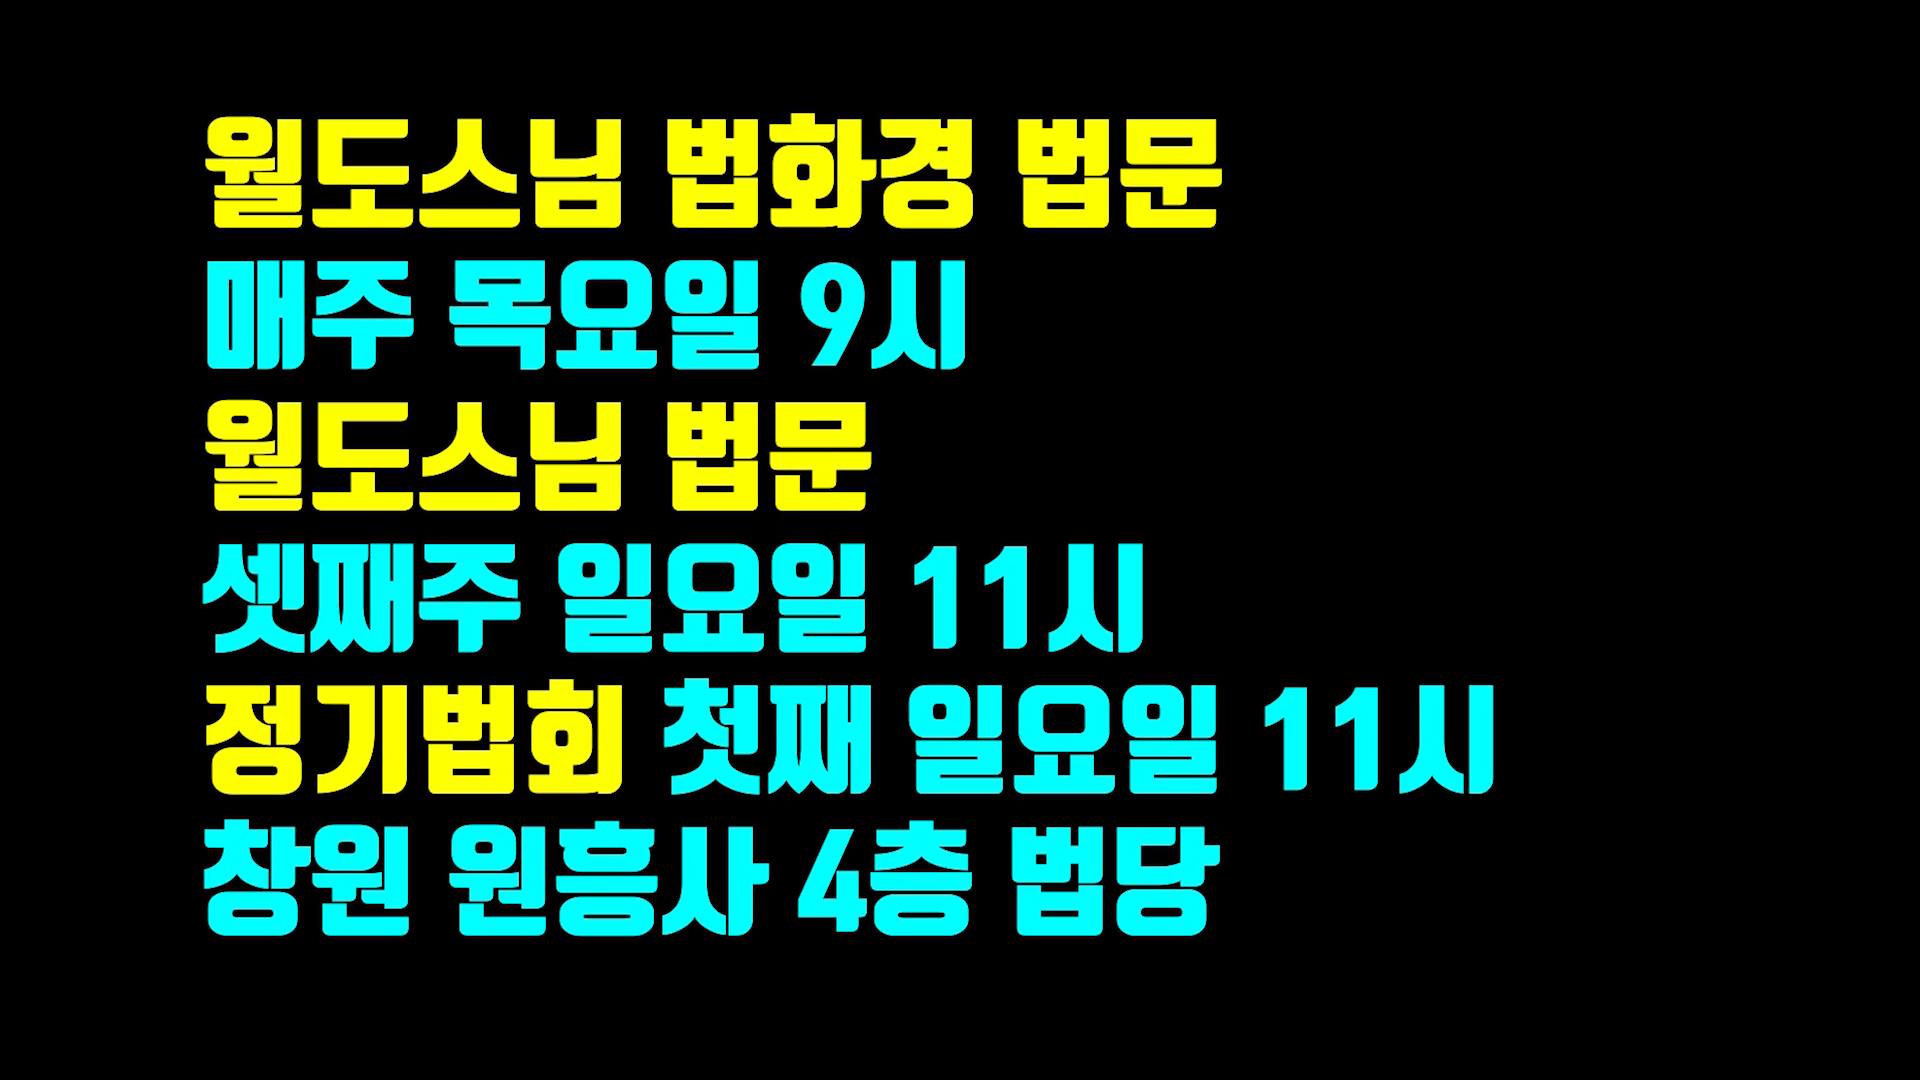 월도스님 법화경 법문
매주 목요일 9시
월도스님 법문
셋째주 일요일 11시
정기법회 첫째 일요일 11시
창원 원흥사 4층 법당